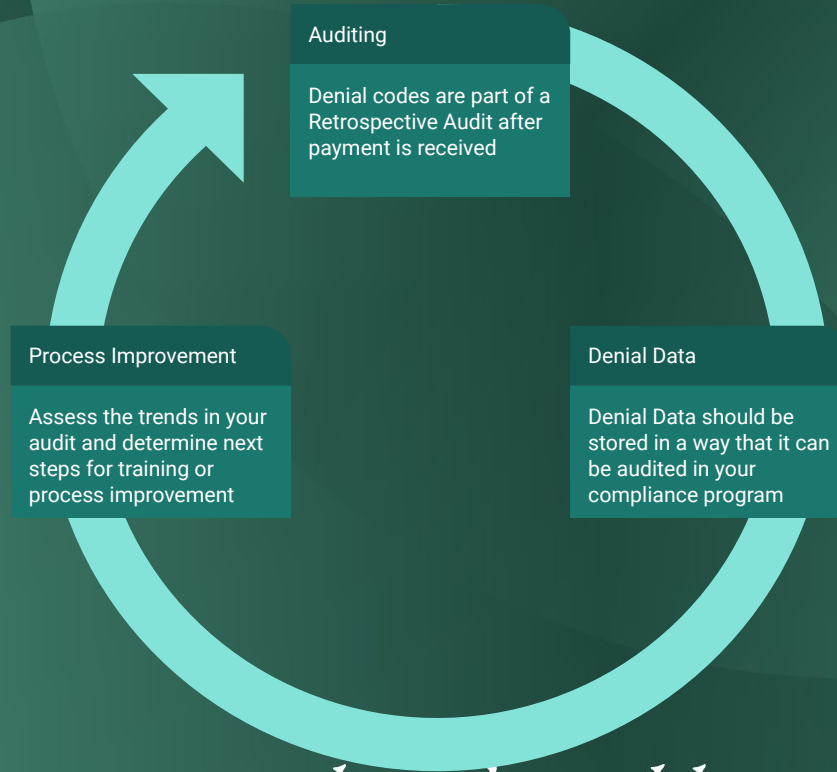 Auditing
Denial codes are part of a
Retrospective Audit after
payment is received
Process Improvement
Assess the trends in your
audit and determine next
steps for training or
process improvement
Denial Data
Denial Data should be
stored in a way that it can
be audited in your
compliance program